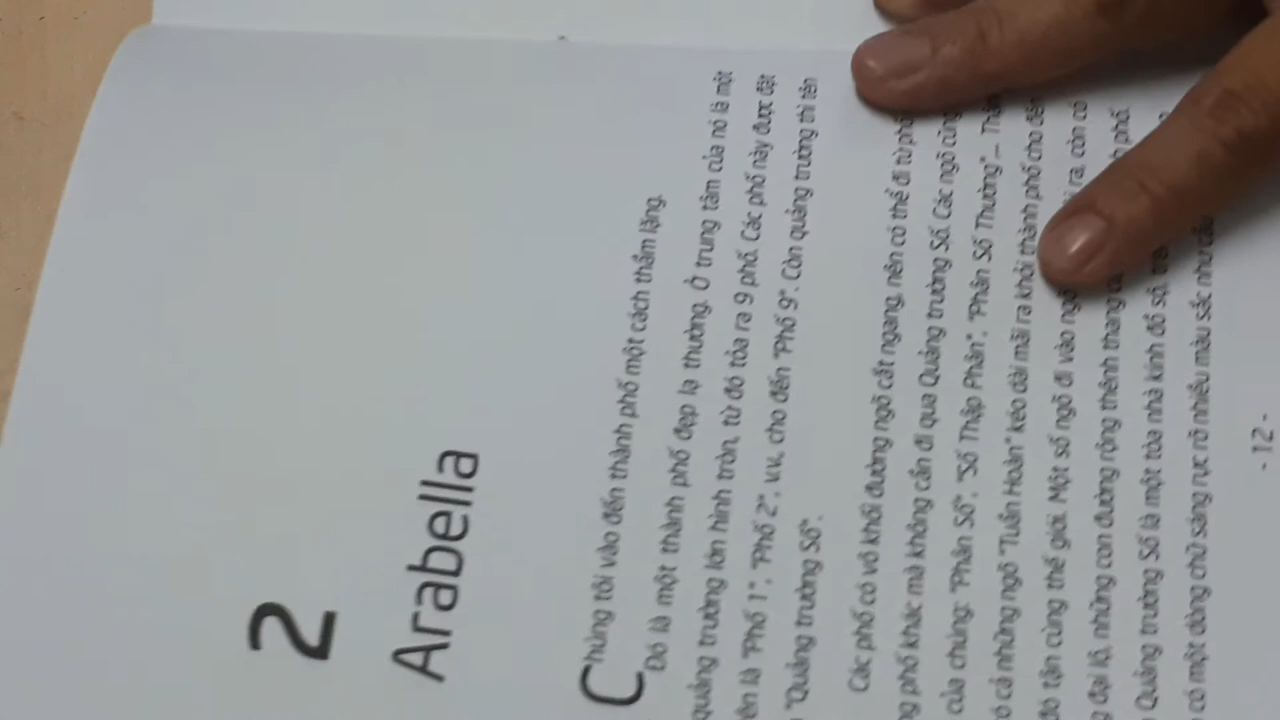 2
Arabella
Chúng tôi vào đến thành phố một cách thầm lặng.
Đó là một thành phố đẹp lạ thường. Ở trung tâm của nó là một
quảng trường lớn hình tròn, từ đó tỏa ra 9 phố. Các phố này được đặt
là "Phố 1", "Phố 2", v.v., cho đến "Phố 9". Còn quảng trường thì tên
"Quảng trường Số".
Các phố có vô khối đường ngõ cắt ngang, nên có thể đi từ
phố khác mà không cần đi qua Quảng trường Số. Các ngõ cũng
của chúng: "Phân Số", "Số Thập Phân", "Phân Số Thường" –
cả những ngõ "Tuần Hoàn" kéo dài mãi ra khỏi thành phố cho đến
tận cùng thế giới. Một số ngõ đi vào ra, còn có
đại lộ, những con đường rộng thênh thang phố.
Quảng trường Số là một tòa nhà kính đồ sộ,
có một dòng chữ sáng rực rỡ nhiều màu sắc như
- 12 -